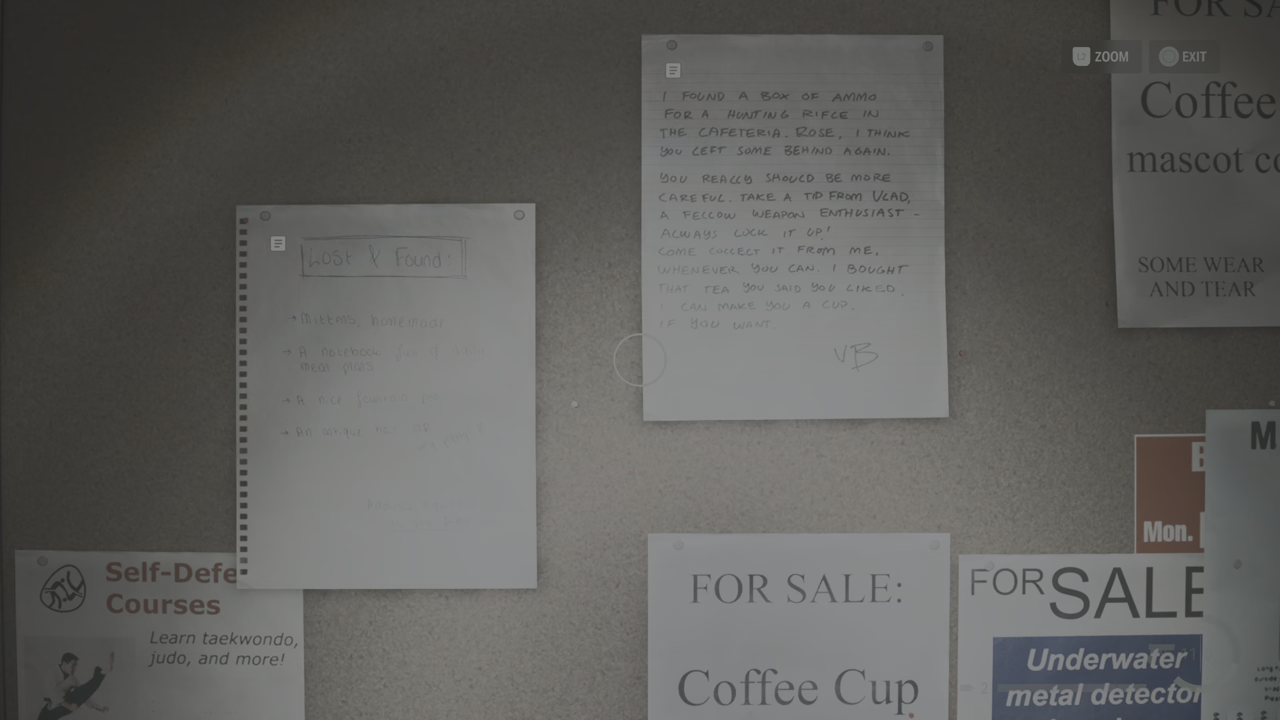 FOR SALE
Coffee
mascot
SOME WEAR
AND TEAR
L2 ZOOM
EXIT
I FOUND A BOX OF AMMO
FOR A HUNTING RIFLE IN
THE CAFETERIA. ROSE, I THINK
YOU LEFT SOME BEHIND AGAIN.
YOU REALLY SHOULD BE MORE
CAREFUL. TAKE A TIP FROM VLAD,
A FELLOW WEAPON ENTHUSIAST -
ALWAYS LOCK IT UP!
COME COLLECT IT FROM ME,
WHENEVER YOU CAN. I BOUGHT
THAT TEA YOU SAID YOU LIKED.
I CAN MAKE YOU A CUP,
IF YOU WANT.
VB
Lost & Found:
→ Mittens, homemade
→ A notebook
meal plans
→ A nice fountain pen
→ An antique
Self-Defe
Courses
Learn taekwondo,
judo, and more!
FOR SALE:
Coffee Cup
FOR SALE
Underwater
metal detector
Mon.